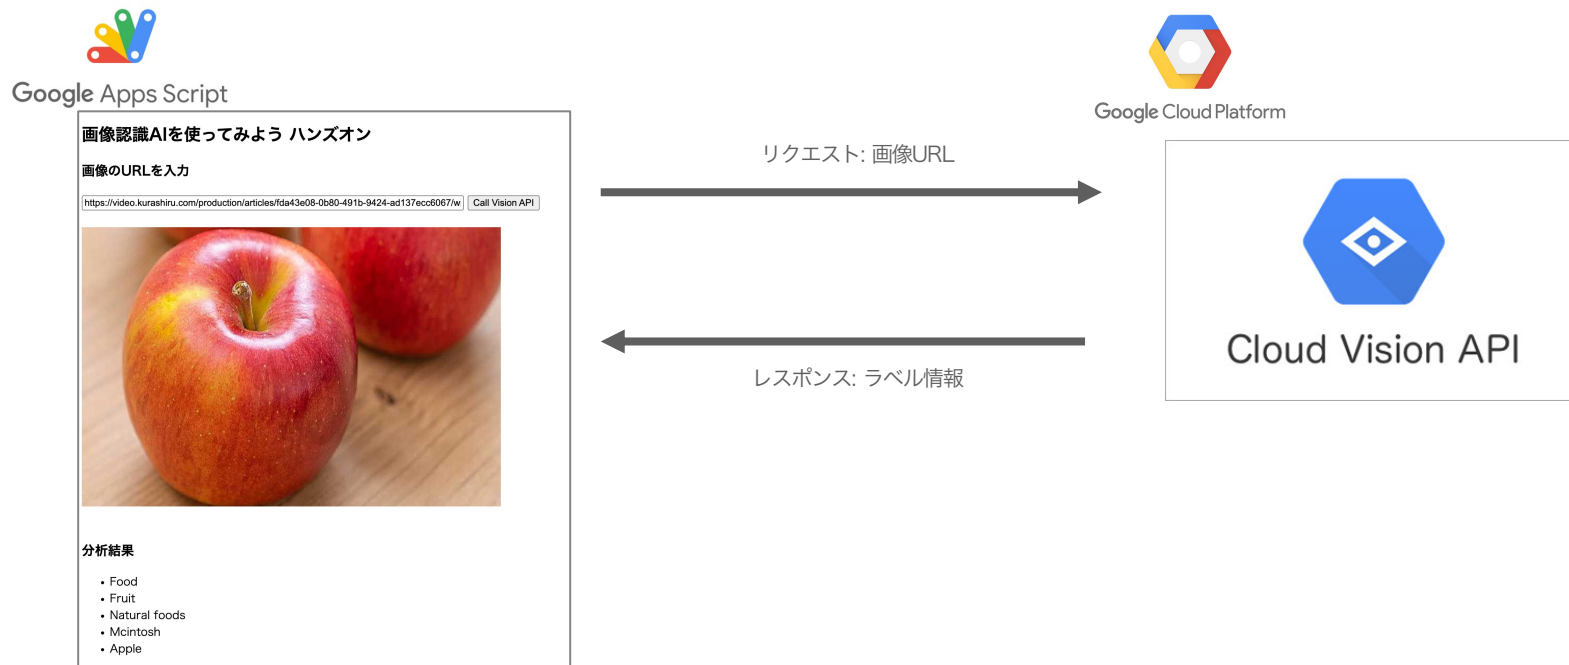 Google Apps Script
画像認識AIを使ってみよう ハンズオン
画像のURLを入力
https://video.kurashiru.com/production/articles/fda43e08-0b80-491b-9424-ad137ecc6067/w
Call Vision API
分析結果
• Food
• Fruit
• Natural foods
• Mcintosh
• Apple
リクエスト: 画像URL
レスポンス: ラベル情報
Google Cloud Platform
Cloud Vision API